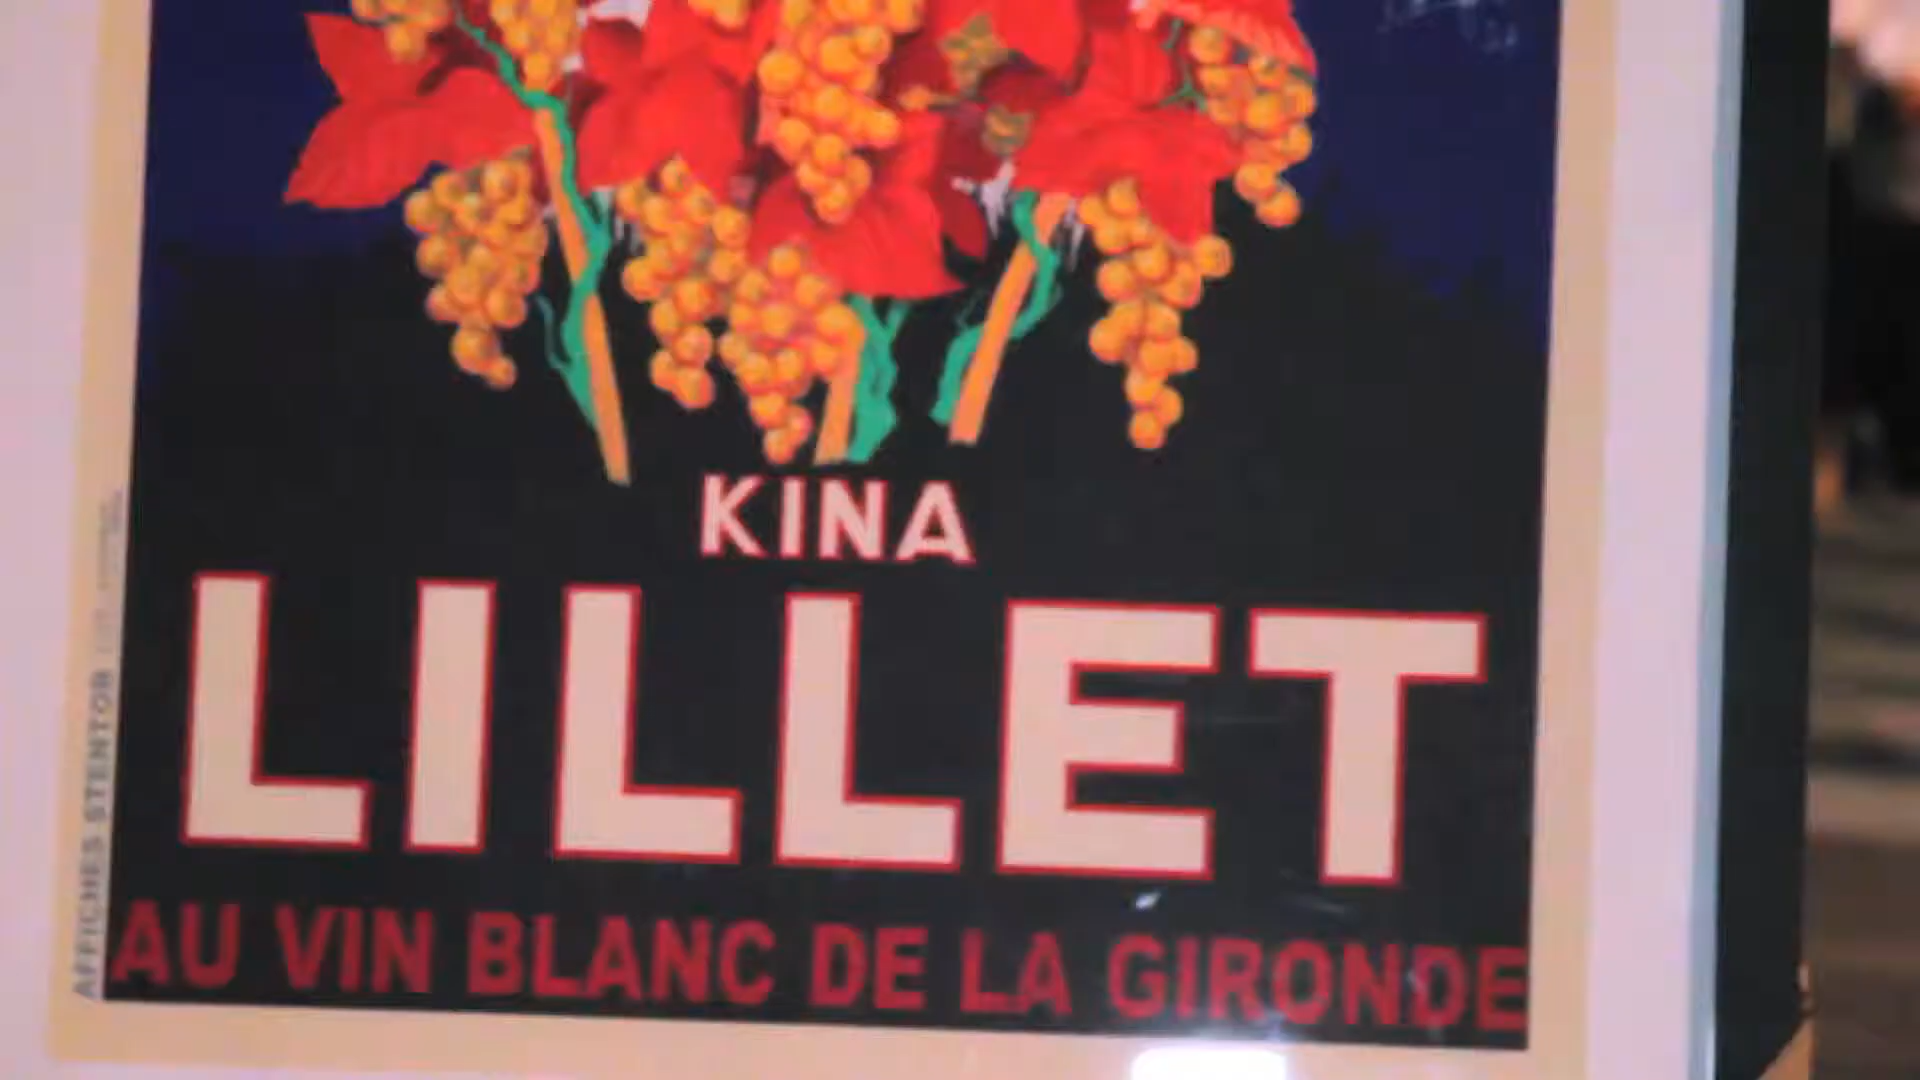 KINA
LILLET
AU VIN BLANC DE LA GIRONDE
AFFICHES STENTOR